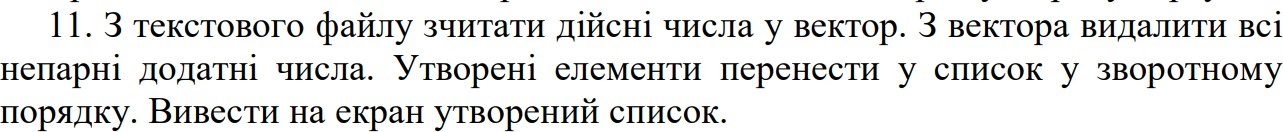 11. З текстового файлу зчитати дійсні числа у вектор. З вектора видалити всі
непарні додатні числа. Утворені елементи перенести у список у зворотному
порядку. Вивести на екран утворений список.